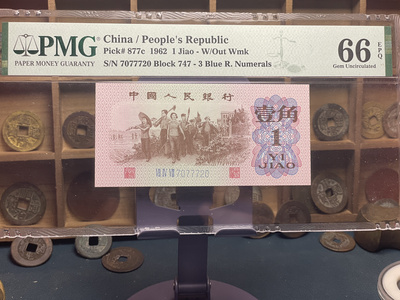 PMG
PAPER MONEY GUARANTY
China / People's Republic
Pick# 877c 1962 1 Jiao - W/Out Wmk
S/N 7077720 Block 747 - 3 Blue R. Numerals
66 EPQ
Gem Uncirculated
中国人民银行
壹角
1
YI JIAO
7077720
PMG